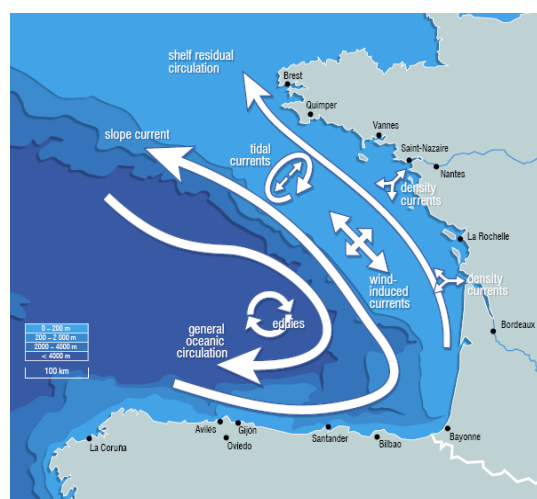 shelf residual
circulation
Brest
Quimper
slope current
tidal
currents
Vannes
Saint-Nazaire
Nantes
density
currents
La Rochelle
wind-
induced
currents
density
currents
eddies
general
oceanic
circulation
Bordeaux
0 – 200 m
200 – 2 000 m
2000 – 4000 m
< 4000 m
100 km
Avilés
Gijón
Oviedo
La Coruna
Santander
Bilbao
Bayonne